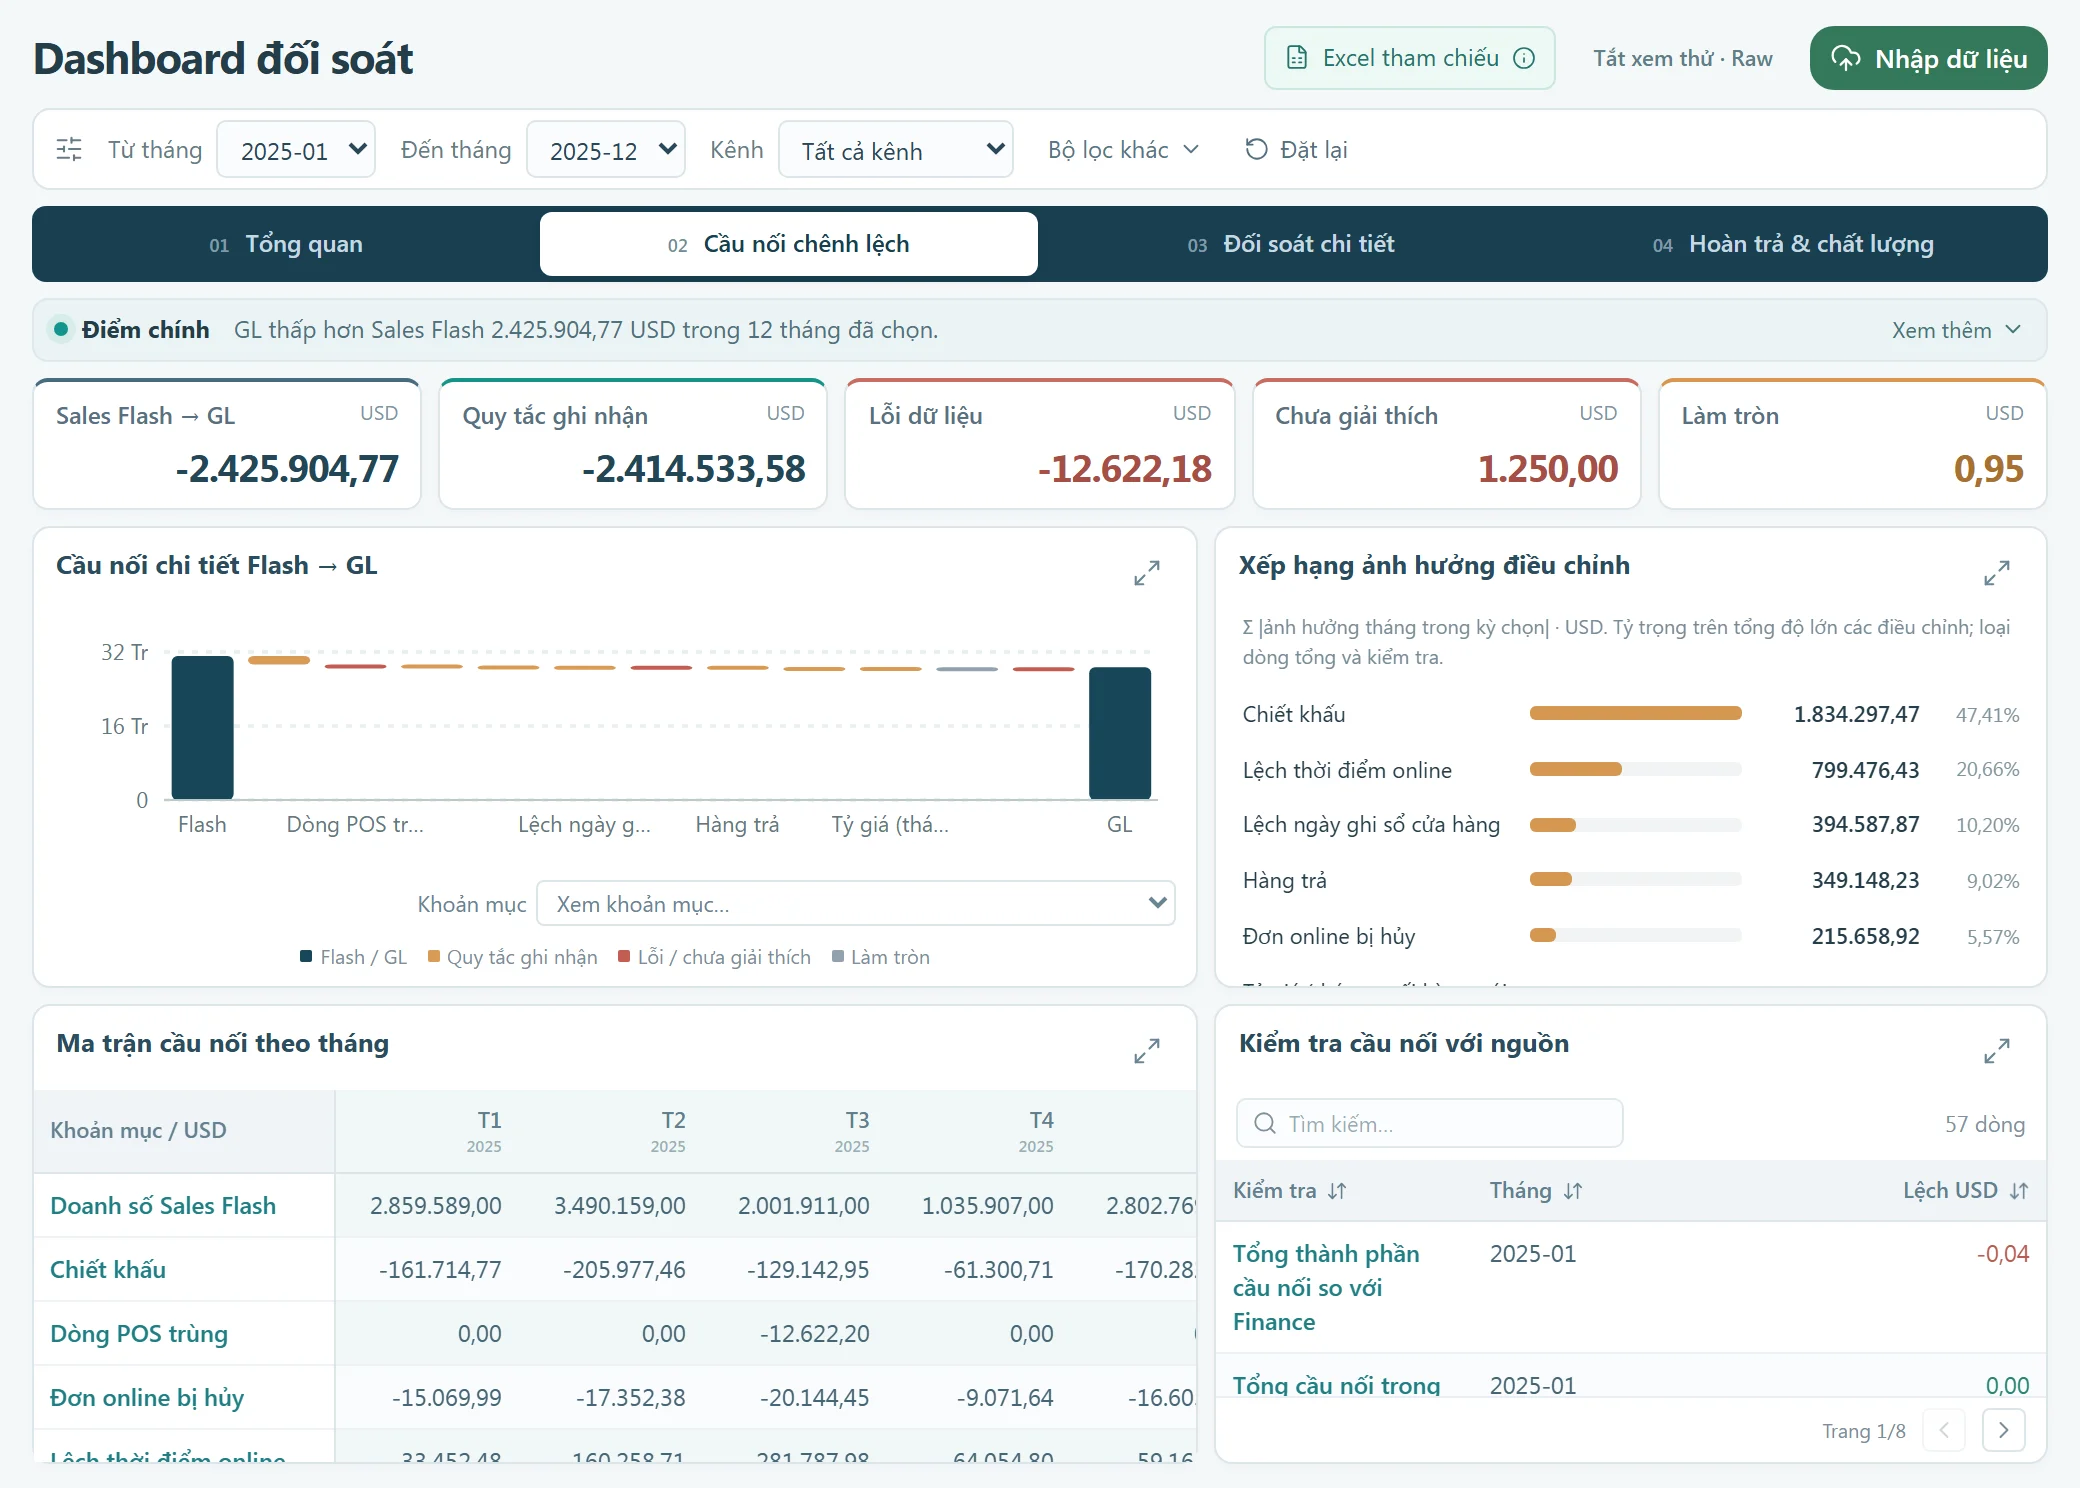 Dashboard đối soát
Excel tham chiếu
Tắt xem thử · Raw
Nhập dữ liệu
Từ tháng
2025-01
Đến tháng
2025-12
Kênh
Tất cả kênh
Bộ lọc khác
Đặt lại
01 Tổng quan
02 Cầu nối chênh lệch
03 Đối soát chi tiết
04 Hoàn trả & chất lượng
Điểm chính GL thấp hơn Sales Flash 2.425.904,77 USD trong 12 tháng đã chọn.
Xem thêm
Sales Flash → GL USD
-2.425.904,77
Quy tắc ghi nhận USD
-2.414.533,58
Lỗi dữ liệu USD
-12.622,18
Chưa giải thích USD
1.250,00
Làm tròn USD
0,95
Cầu nối chi tiết Flash → GL
32 Tr
16 Tr
0
Flash
Dòng POS tr...
Lệch ngày g...
Hàng trả
Tỷ giá (thá...
GL
Khoản mục
Xem khoản mục...
Flash / GL
Quy tắc ghi nhận
Lỗi / chưa giải thích
Làm tròn
Xếp hạng ảnh hưởng điều chỉnh
Σ |ảnh hưởng tháng trong kỳ chọn| · USD. Tỷ trọng trên tổng độ lớn các điều chỉnh; loại
dòng tổng và kiểm tra.
Chiết khấu 1.834.297,47 47,41%
Lệch thời điểm online 799.476,43 20,66%
Lệch ngày ghi sổ cửa hàng 394.587,87 10,20%
Hàng trả 349.148,23 9,02%
Đơn online bị hủy 215.658,92 5,57%
Ma trận cầu nối theo tháng
Khoản mục / USD
T1
2025
T2
2025
T3
2025
T4
2025
Doanh số Sales Flash 2.859.589,00 3.490.159,00 2.001.911,00 1.035.907,00 2.802.76
Chiết khấu -161.714,77 -205.977,46 -129.142,95 -61.300,71 -170.28
Dòng POS trùng 0,00 0,00 -12.622,20 0,00
Đơn online bị hủy -15.069,99 -17.352,38 -20.144,45 -9.071,64 -16.60
Lệch thời điểm online
Kiểm tra cầu nối với nguồn
Tìm kiếm...
57 dòng
Kiểm tra
Tháng
Lệch USD
Tổng thành phần 2025-01 -0,04
cầu nối so với
Finance
Tổng cầu nối trong 2025-01 0,00
Trang 1/8